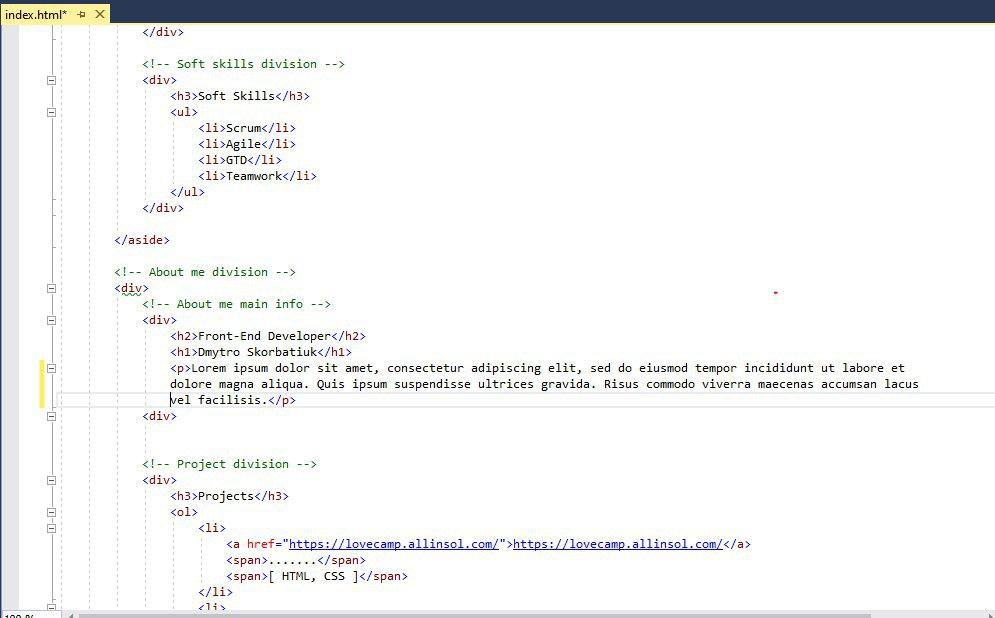 index.html*
</div>
<!-- Soft skills division -->
<div>
<h3>Soft Skills</h3>
<ul>
<li>Scrum</li>
<li>Agile</li>
<li>GTD</li>
<li>Teamwork</li>
</ul>
</div>
</aside>
<!-- About me division -->
<div>
<!-- About me main info -->
<div>
<h2>Front-End Developer</h2>
<h1>Dmytro Skorbatiuk</h1>
<p>Lorem ipsum dolor sit amet, consectetur adipiscing elit, sed do eiusmod tempor incididunt ut labore et
dolore magna aliqua. Quis ipsum suspendisse ultrices gravida. Risus commodo viverra maecenas accumsan lacus
vel facilisis.</p>
<div>
<!-- Project division -->
<div>
<h3>Projects</h3>
<ol>
<li>
<a href="https://lovecamp.allinsol.com/">https://lovecamp.allinsol.com/</a>
<span>.......</span>
<span>[ HTML, CSS ]</span>
</li>
<li>